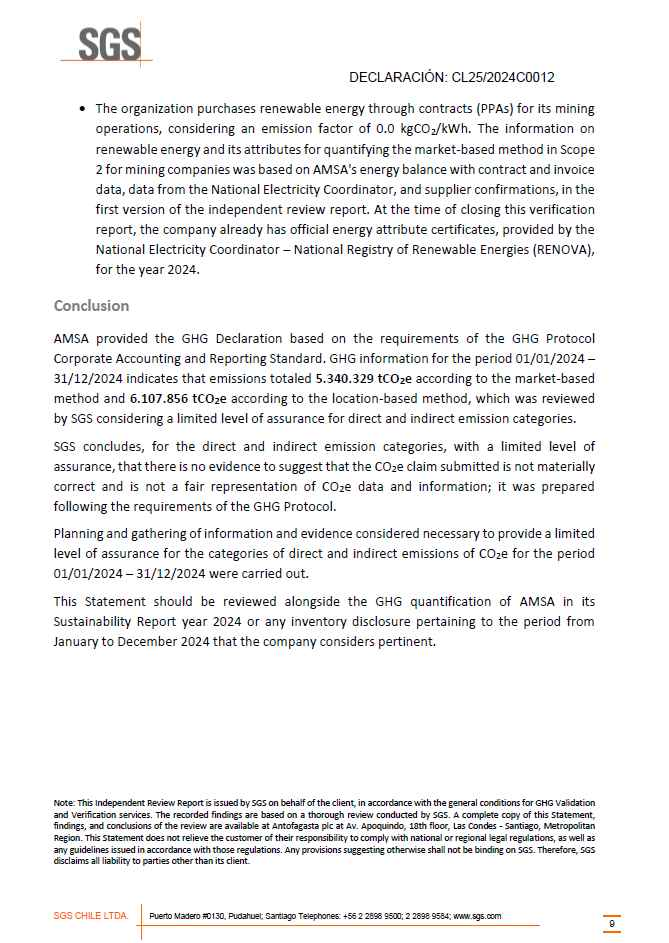 SGS
DECLARACIÓN: CL25/2024C0012
• The organization purchases renewable energy through contracts (PPAs) for its mining
operations, considering an emission factor of 0.0 kgCO₂/kWh. The information on
renewable energy and its attributes for quantifying the market-based method in Scope
2 for mining companies was based on AMSA's energy balance with contract and invoice
data, data from the National Electricity Coordinator, and supplier confirmations, in the
first version of the independent review report. At the time of closing this verification
report, the company already has official energy attribute certificates, provided by the
National Electricity Coordinator – National Registry of Renewable Energies (RENOVA),
for the year 2024.
Conclusion
AMSA provided the GHG Declaration based on the requirements of the GHG Protocol
Corporate Accounting and Reporting Standard. GHG information for the period 01/01/2024 –
31/12/2024 indicates that emissions totaled 5.340.329 tCO₂e according to the market-based
method and 6.107.856 tCO₂e according to the location-based method, which was reviewed
by SGS considering a limited level of assurance for direct and indirect emission categories.
SGS concludes, for the direct and indirect emission categories, with a limited level of
assurance, that there is no evidence to suggest that the CO₂e claim submitted is not materially
correct and is not a fair representation of CO₂e data and information; it was prepared
following the requirements of the GHG Protocol.
Planning and gathering of information and evidence considered necessary to provide a limited
level of assurance for the categories of direct and indirect emissions of CO₂e for the period
01/01/2024 – 31/12/2024 were carried out.
This Statement should be reviewed alongside the GHG quantification of AMSA in its
Sustainability Report year 2024 or any inventory disclosure pertaining to the period from
January to December 2024 that the company considers pertinent.
Note: This Independent Review Report is issued by SGS on behalf of the client, in accordance with the general conditions for GHG Validation
and Verification services. The recorded findings are based on a thorough review conducted by SGS. A complete copy of this Statement,
findings, and conclusions of the review are available at Antofagasta plc at Av. Apoquindo, 18th floor, Las Condes - Santiago, Metropolitan
Region. This Statement does not relieve the customer of their responsibility to comply with national or regional legal regulations, as well as
any guidelines issued in accordance with those regulations. Any provisions suggesting otherwise shall not be binding on SGS. Therefore, SGS
disclaims all liability to parties other than its client.
SGS CHILE LTDA. Puerto Madero #0130, Pudahuel; Santiago Telephones: +56 2 2898 9500; 2 2898 9564; www.sgs.com
9